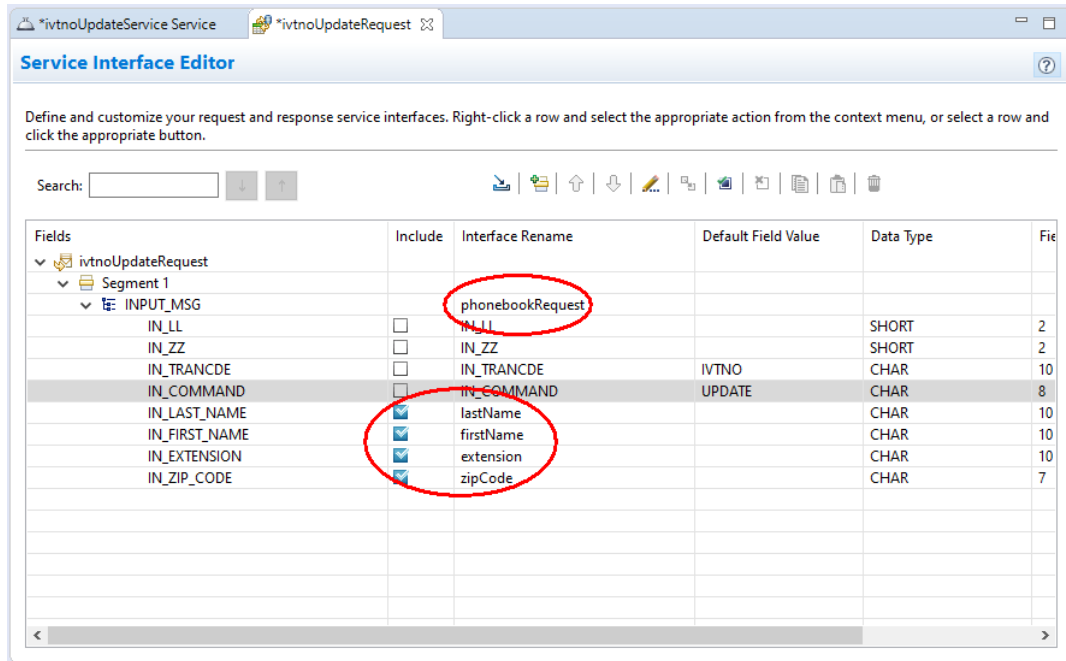 *ivtnoUpdateService Service *ivtnoUpdateRequest
Service Interface Editor
Define and customize your request and response service interfaces. Right-click a row and select the appropriate action from the context menu, or select a row and
click the appropriate button.
Search:
Fields Include Interface Rename Default Field Value Data Type Fie
ivtnoUpdateRequest
Segment 1
INPUT_MSG phonebookRequest
IN_LL IN_LL SHORT 2
IN_ZZ IN_ZZ SHORT 2
IN_TRANCDE IN_TRANCDE IVTNO CHAR 10
IN_COMMAND IN_COMMAND UPDATE CHAR 8
IN_LAST_NAME lastName CHAR 10
IN_FIRST_NAME firstName CHAR 10
IN_EXTENSION extension CHAR 10
IN_ZIP_CODE zipCode CHAR 7